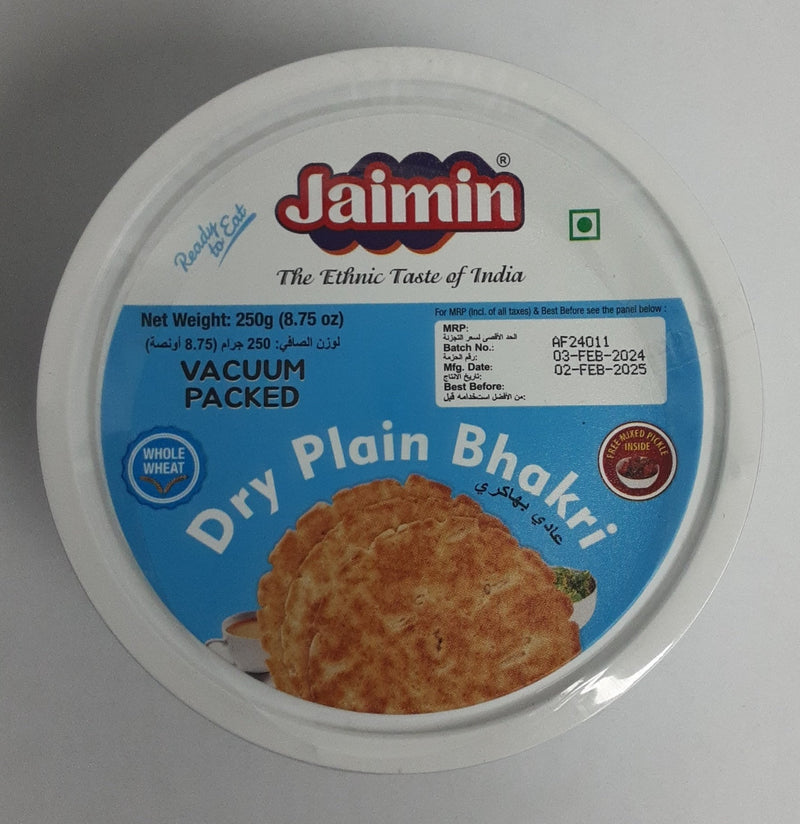 Jaimin®
Ready to Eat
The Ethnic Taste of India
Net Weight: 250g (8.75 oz)
لوزن الصافي: 250 جرام (8.75 أونصة)
VACUUM
PACKED
For MRP (Incl. of all taxes) & Best Before see the panel below :
MRP:
الحد الأقصى لسعر التجزئة
Batch No.: AF24011
رقم الحزمة:
Mfg. Date: 03-FEB-2024
تاريخ الانتاج:
Best Before: 02-FEB-2025
من الأفضل استخدامه قبل:
WHOLE
WHEAT
FREE MIXED PICKLE
INSIDE
Dry Plain Bhakri
عادي بهاكري